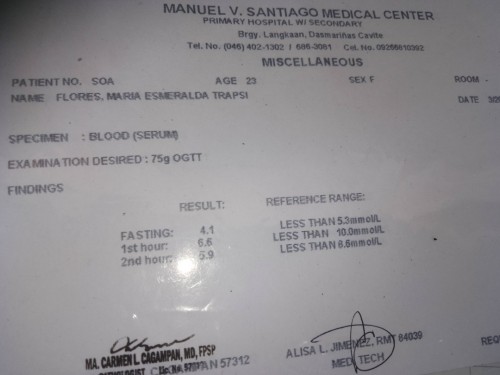 MANUEL V. SANTIAGO MEDICAL CENTER
PRIMARY HOSPITAL W/ SECONDARY
Brgy. Langkaan, Dasmariñas Cavite
Tel. No. (046) 402-1302 / 686-3081 Cel. No. 09266610392
MISCELLANEOUS
PATIENT NO. SOA AGE 23 SEX F ROOM -
NAME FLORES, MARIA ESMERALDA TRAPSI DATE
SPECIMEN : BLOOD (SERUM)
EXAMINATION DESIRED : 75g OGTT
FINDINGS
RESULT: REFERENCE RANGE:
FASTING: 4.1 LESS THAN 5.3mmol/L
1st hour: 6.6 LESS THAN 10.0mmol/L
2nd hour: 5.9 LESS THAN 8.6mmol/L
MA. CARMEN L. CAGAMPAN, MD, FPSP
ALISA L. JIMENEZ, RMT 84039
MED TECH